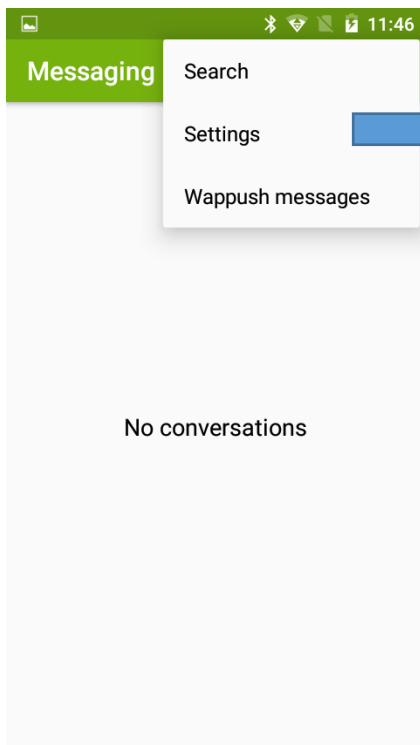 11:46
Messaging
Search
Settings
Wappush messages
No conversations